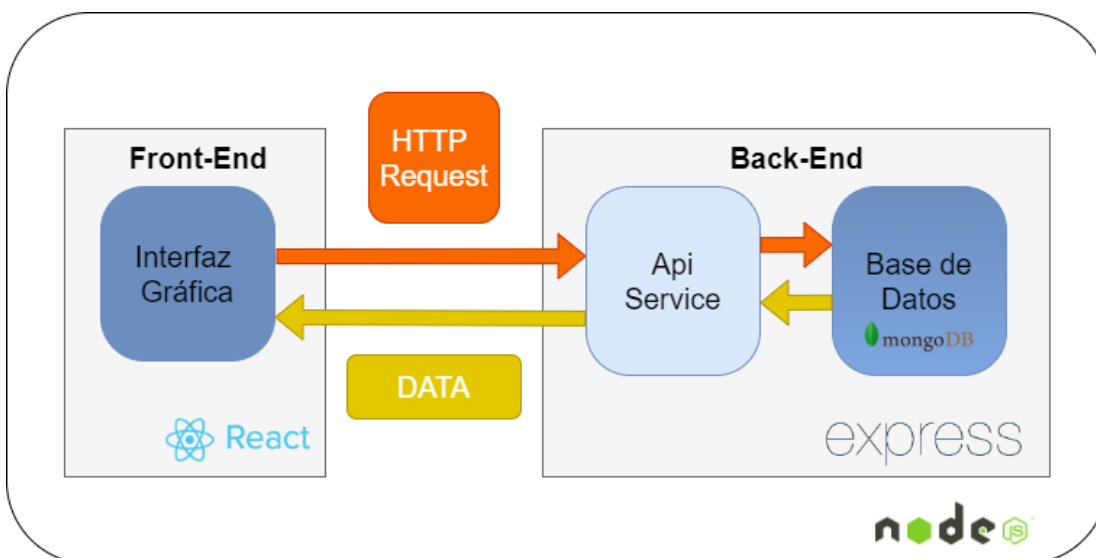 HTTP
Request
Front-End
Back-End
Interfaz
Gráfica
Api
Service
Base de
Datos
mongoDB
DATA
React
express
node
JS